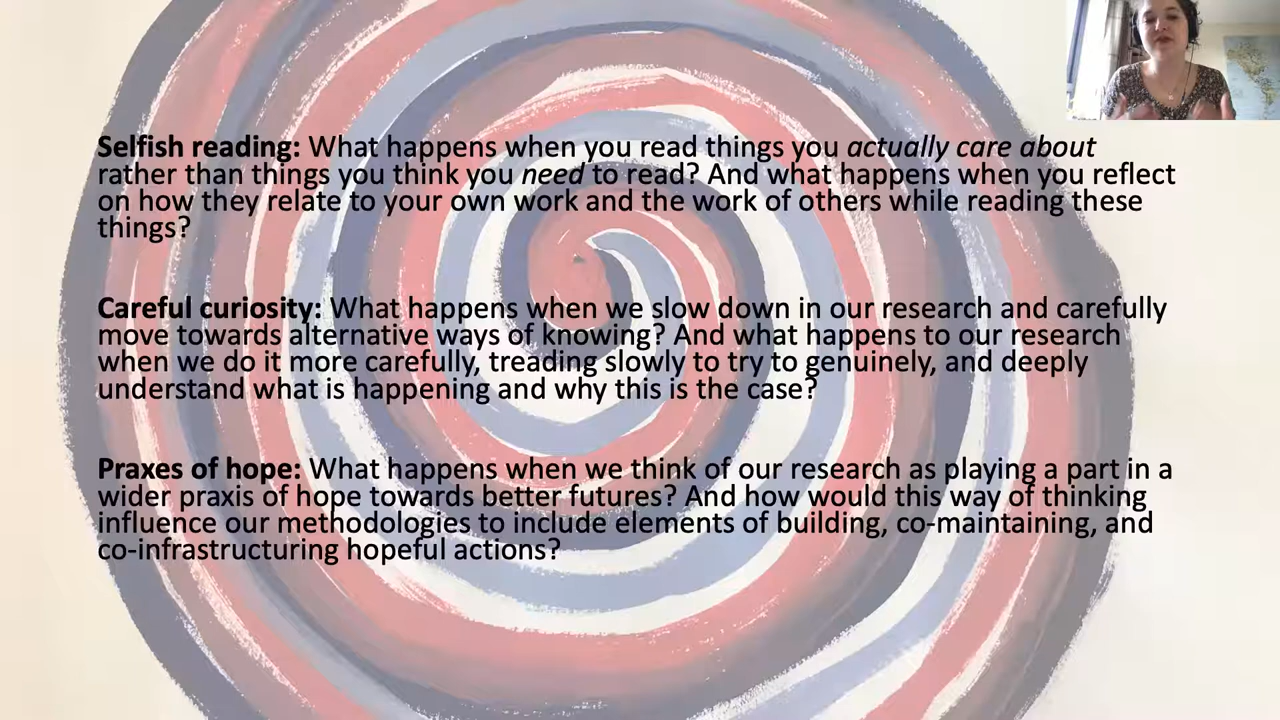 Selfish reading: What happens when you read things you actually care about
rather than things you think you need to read? And what happens when you reflect
on how they relate to your own work and the work of others while reading these
things?
Careful curiosity: What happens when we slow down in our research and carefully
move towards alternative ways of knowing? And what happens to our research
when we do it more carefully, treading slowly to try to genuinely, and deeply
understand what is happening and why this is the case?
Praxes of hope: What happens when we think of our research as playing a part in a
wider praxis of hope towards better futures? And how would this way of thinking
influence our methodologies to include elements of building, co-maintaining, and
co-infrastructuring hopeful actions?